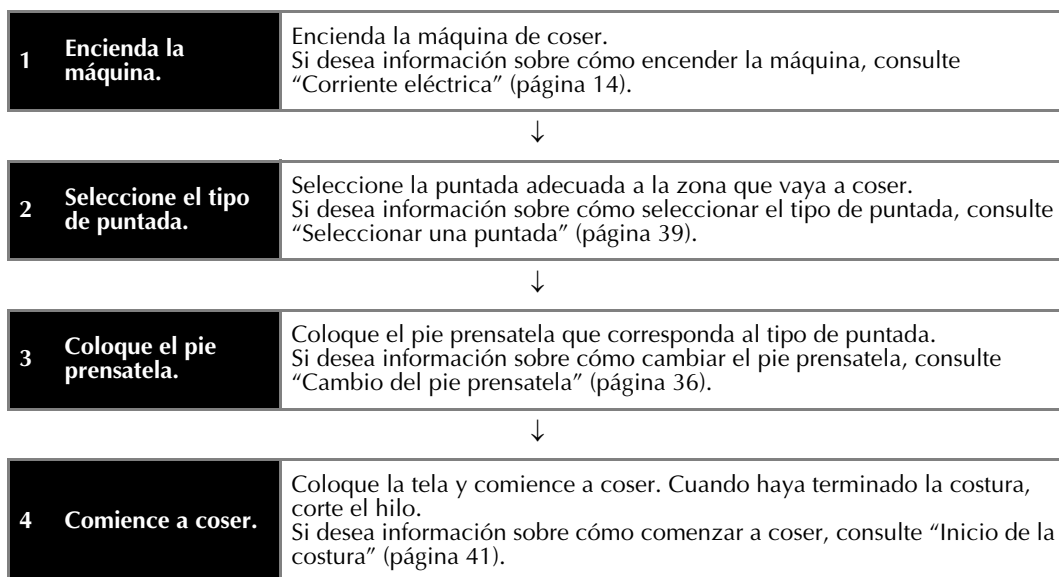 1 Encienda la
máquina.
Encienda la máquina de coser.
Si desea información sobre cómo encender la máquina, consulte
“Corriente eléctrica” (página 14).
↓
2 Seleccione el tipo
de puntada.
Seleccione la puntada adecuada a la zona que vaya a coser.
Si desea información sobre cómo seleccionar el tipo de puntada, consulte
“Seleccionar una puntada” (página 39).
↓
3 Coloque el pie
prensatela.
Coloque el pie prensatela que corresponda al tipo de puntada.
Si desea información sobre cómo cambiar el pie prensatela, consulte
“Cambio del pie prensatela” (página 36).
↓
4 Comience a coser.
Coloque la tela y comience a coser. Cuando haya terminado la costura,
corte el hilo.
Si desea información sobre cómo comenzar a coser, consulte “Inicio de la
costura” (página 41).